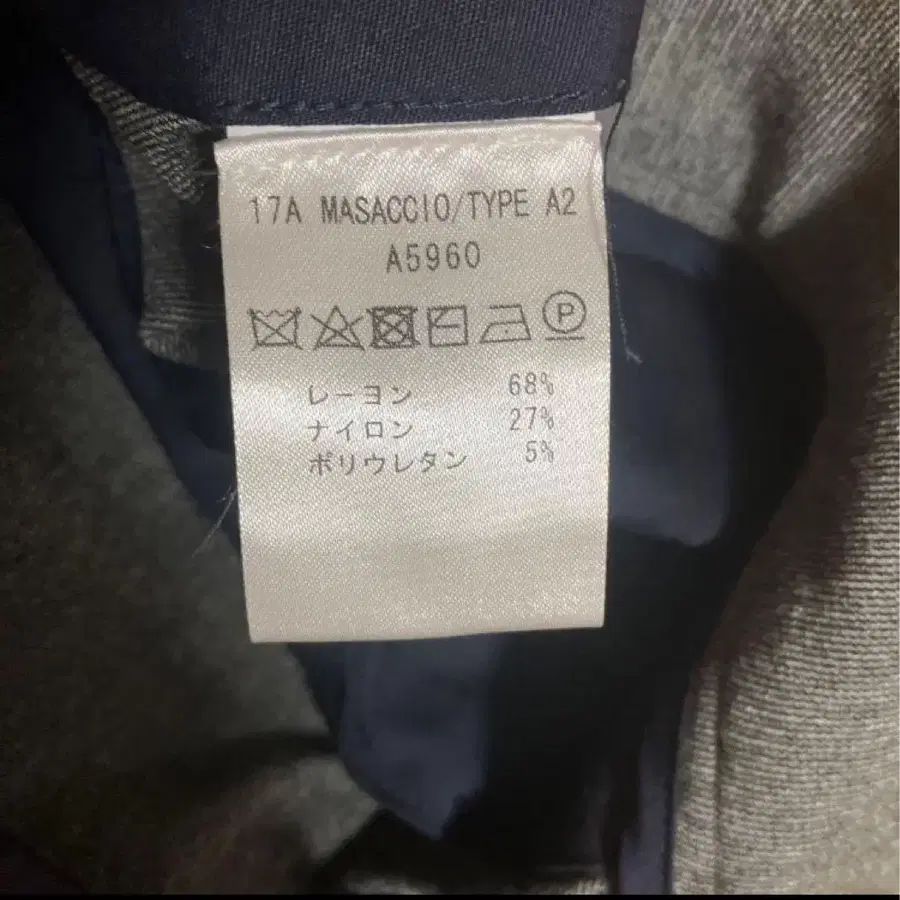 17A MASACCIO/TYPE A2
A5960
P
レーヨン 68%
ナイロン 27%
ポリウレタン 5%